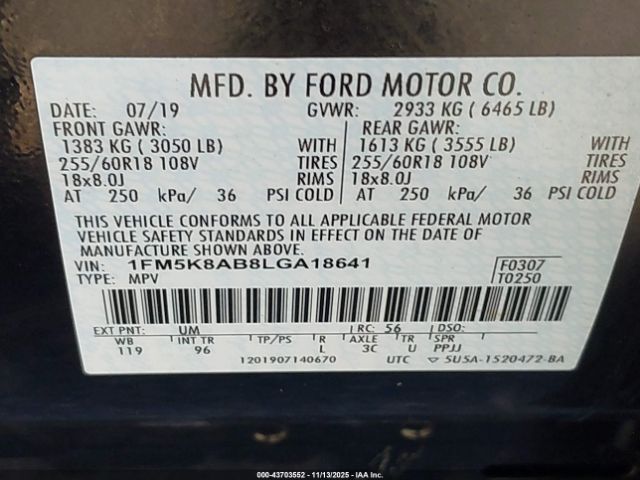 MFD. BY FORD MOTOR CO.
DATE: 07/19 GVWR: 2933 KG ( 6465 LB)
FRONT GAWR: REAR GAWR:
1383 KG ( 3050 LB) WITH 1613 KG ( 3555 LB) WITH
255/60R18 108V TIRES 255/60R18 108V TIRES
18x8.0J RIMS 18x8.0J RIMS
AT 250 kPa/ 36 PSI COLD AT 250 kPa/ 36 PSI COLD
THIS VEHICLE CONFORMS TO ALL APPLICABLE FEDERAL MOTOR
VEHICLE SAFETY STANDARDS IN EFFECT ON THE DATE OF
MANUFACTURE SHOWN ABOVE.
VIN: 1FM5K8AB8LGA18641 F0307
TYPE: MPV T0250
EXT PNT: UM RC: 56 DSO:
WB INT TR TP/PS R AXLE TR SPR
119 96 L 3C U PPJJ
1201907140670 UTC ▽ 5U5A-1520472-BA
000-43703552 - 11/13/2025 - IAAI.COM